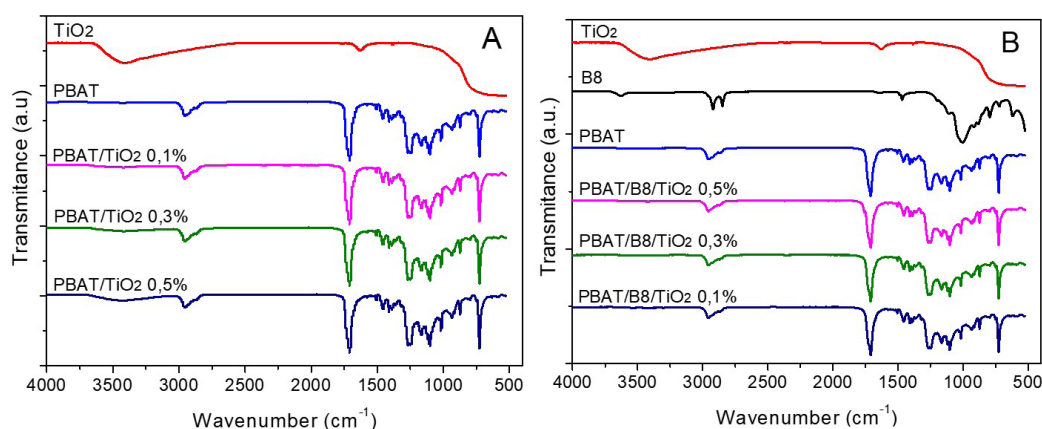 A
TiO2
PBAT
PBAT/TiO2 0,1%
PBAT/TiO2 0,3%
PBAT/TiO2 0,5%
Transmitance (a.u)
4000 3500 3000 2500 2000 1500 1000 500
Wavenumber (cm⁻¹)
B
TiO2
B8
PBAT
PBAT/B8/TiO2 0,5%
PBAT/B8/TiO2 0,3%
PBAT/B8/TiO2 0,1%
Transmitance (a.u.)
4000 3500 3000 2500 2000 1500 1000 500
Wavenumber (cm⁻¹)